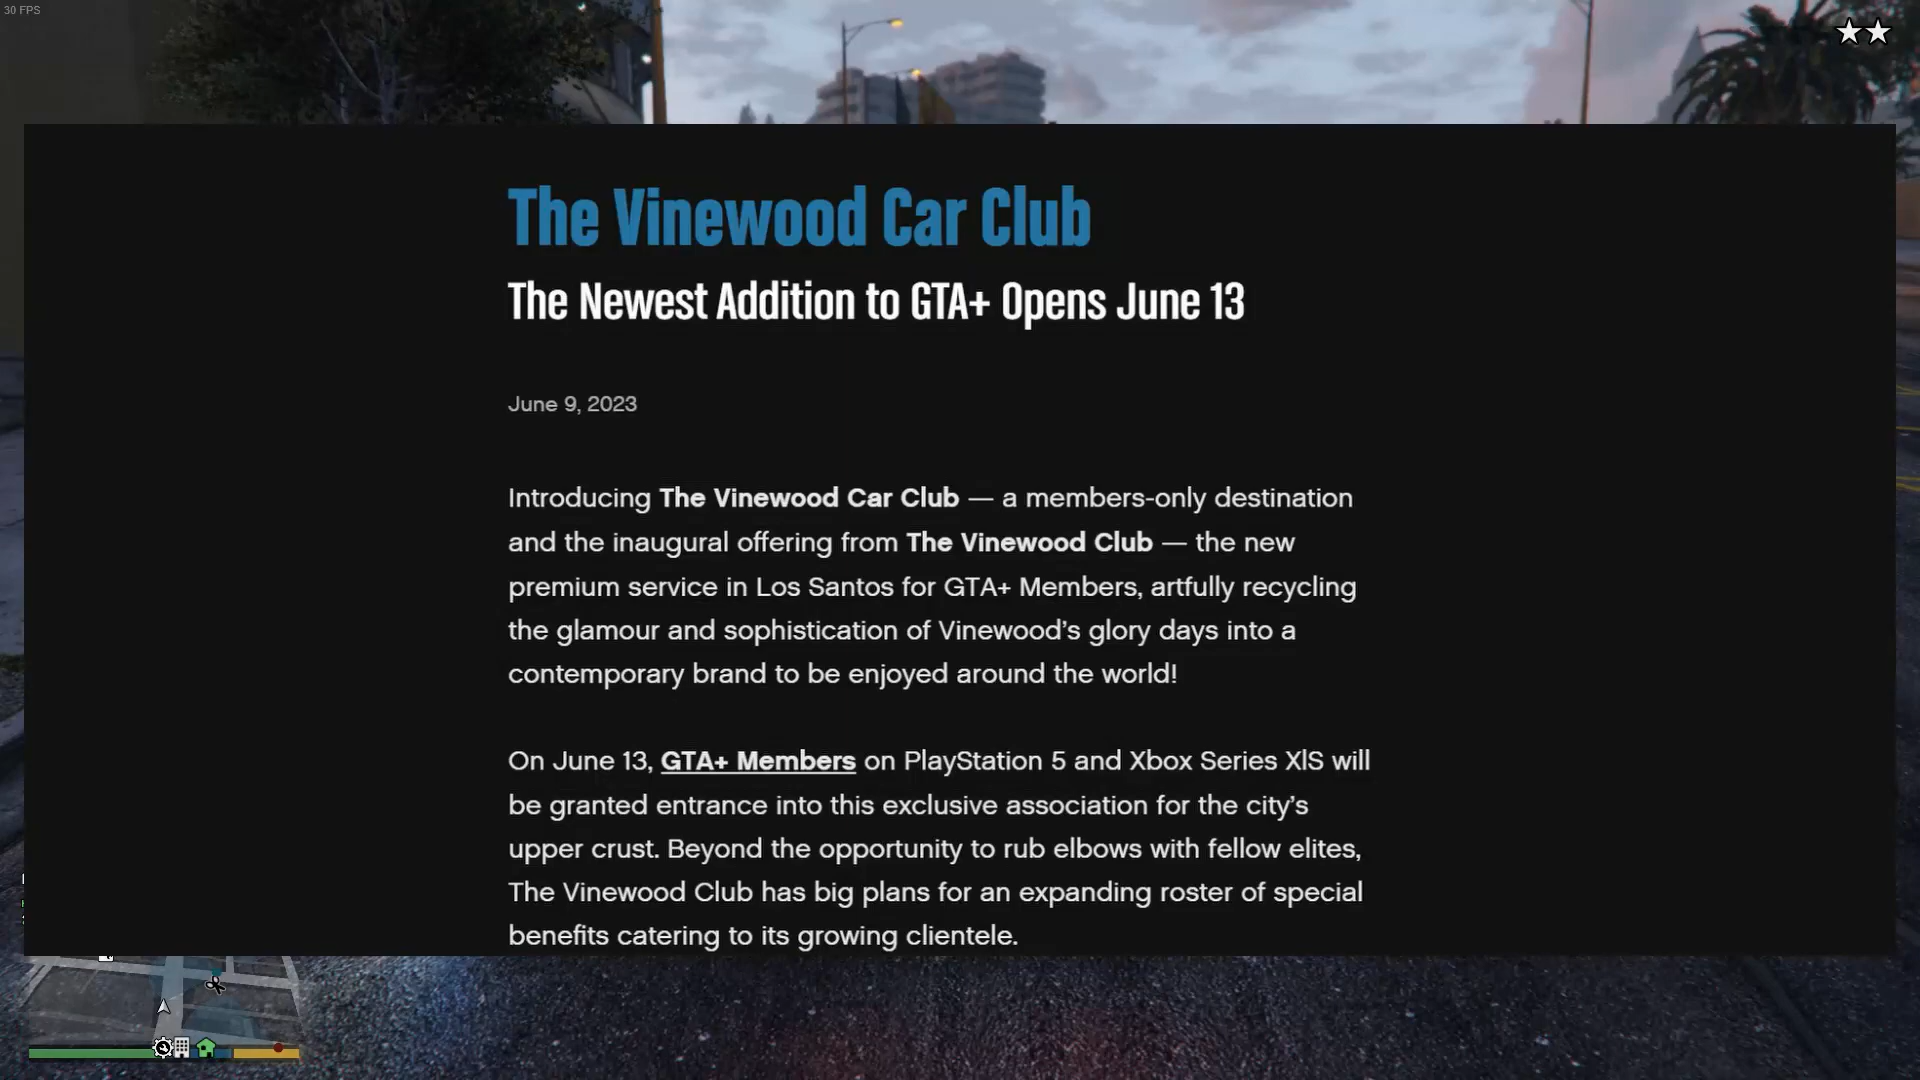 30 FPS
The Vinewood Car Club
The Newest Addition to GTA+ Opens June 13
June 9, 2023
Introducing The Vinewood Car Club — a members-only destination
and the inaugural offering from The Vinewood Club — the new
premium service in Los Santos for GTA+ Members, artfully recycling
the glamour and sophistication of Vinewood’s glory days into a
contemporary brand to be enjoyed around the world!
On June 13, GTA+ Members on PlayStation 5 and Xbox Series X|S will
be granted entrance into this exclusive association for the city’s
upper crust. Beyond the opportunity to rub elbows with fellow elites,
The Vinewood Club has big plans for an expanding roster of special
benefits catering to its growing clientele.